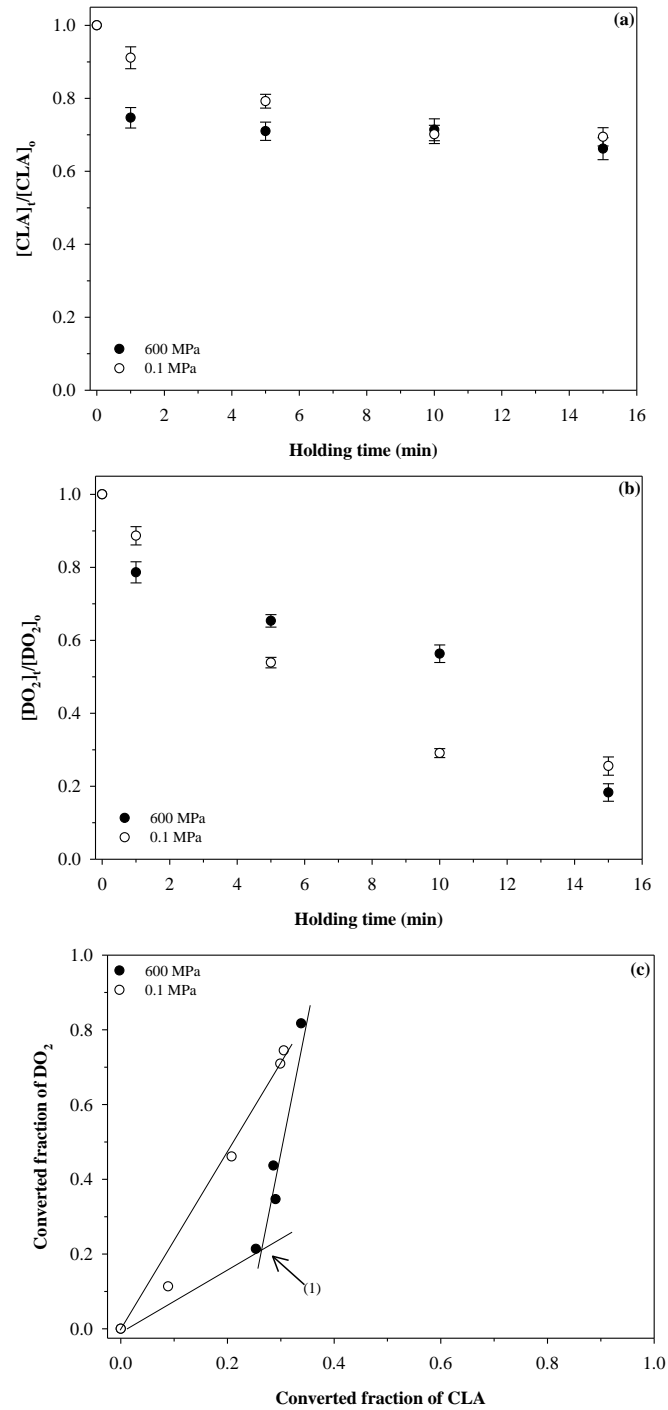 (a)
1.0
0.8
0.6
0.4
0.2
0.0
[CLA]t/[CLA]o
600 MPa
0.1 MPa
0 2 4 6 8 10 12 14 16
Holding time (min)
(b)
1.0
0.8
0.6
0.4
0.2
0.0
[DO2]t/[DO2]o
600 MPa
0.1 MPa
0 2 4 6 8 10 12 14 16
Holding time (min)
(c)
1.0
0.8
0.6
0.4
0.2
0.0
Converted fraction of DO2
600 MPa
0.1 MPa
(1)
0.0 0.2 0.4 0.6 0.8 1.0
Converted fraction of CLA